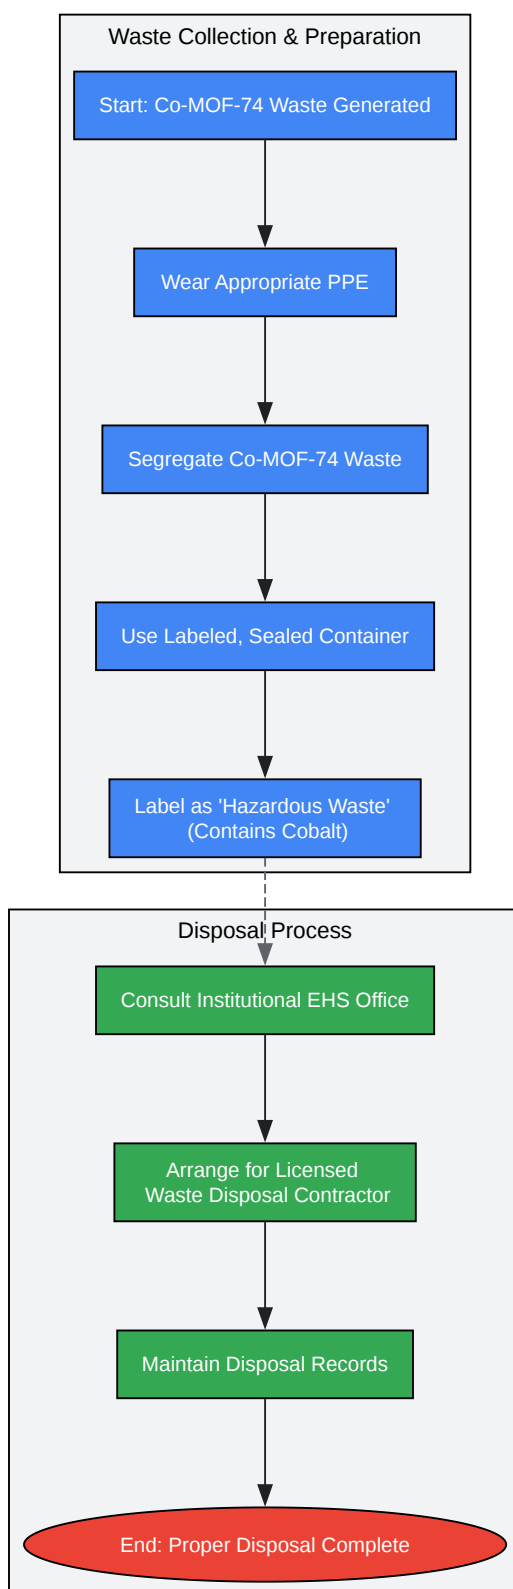 Waste Collection & Preparation
Start: Co-MOF-74 Waste Generated
Wear Appropriate PPE
Segregate Co-MOF-74 Waste
Use Labeled, Sealed Container
Label as 'Hazardous Waste'
(Contains Cobalt)
Disposal Process
Consult Institutional EHS Office
Arrange for Licensed
Waste Disposal Contractor
Maintain Disposal Records
End: Proper Disposal Complete